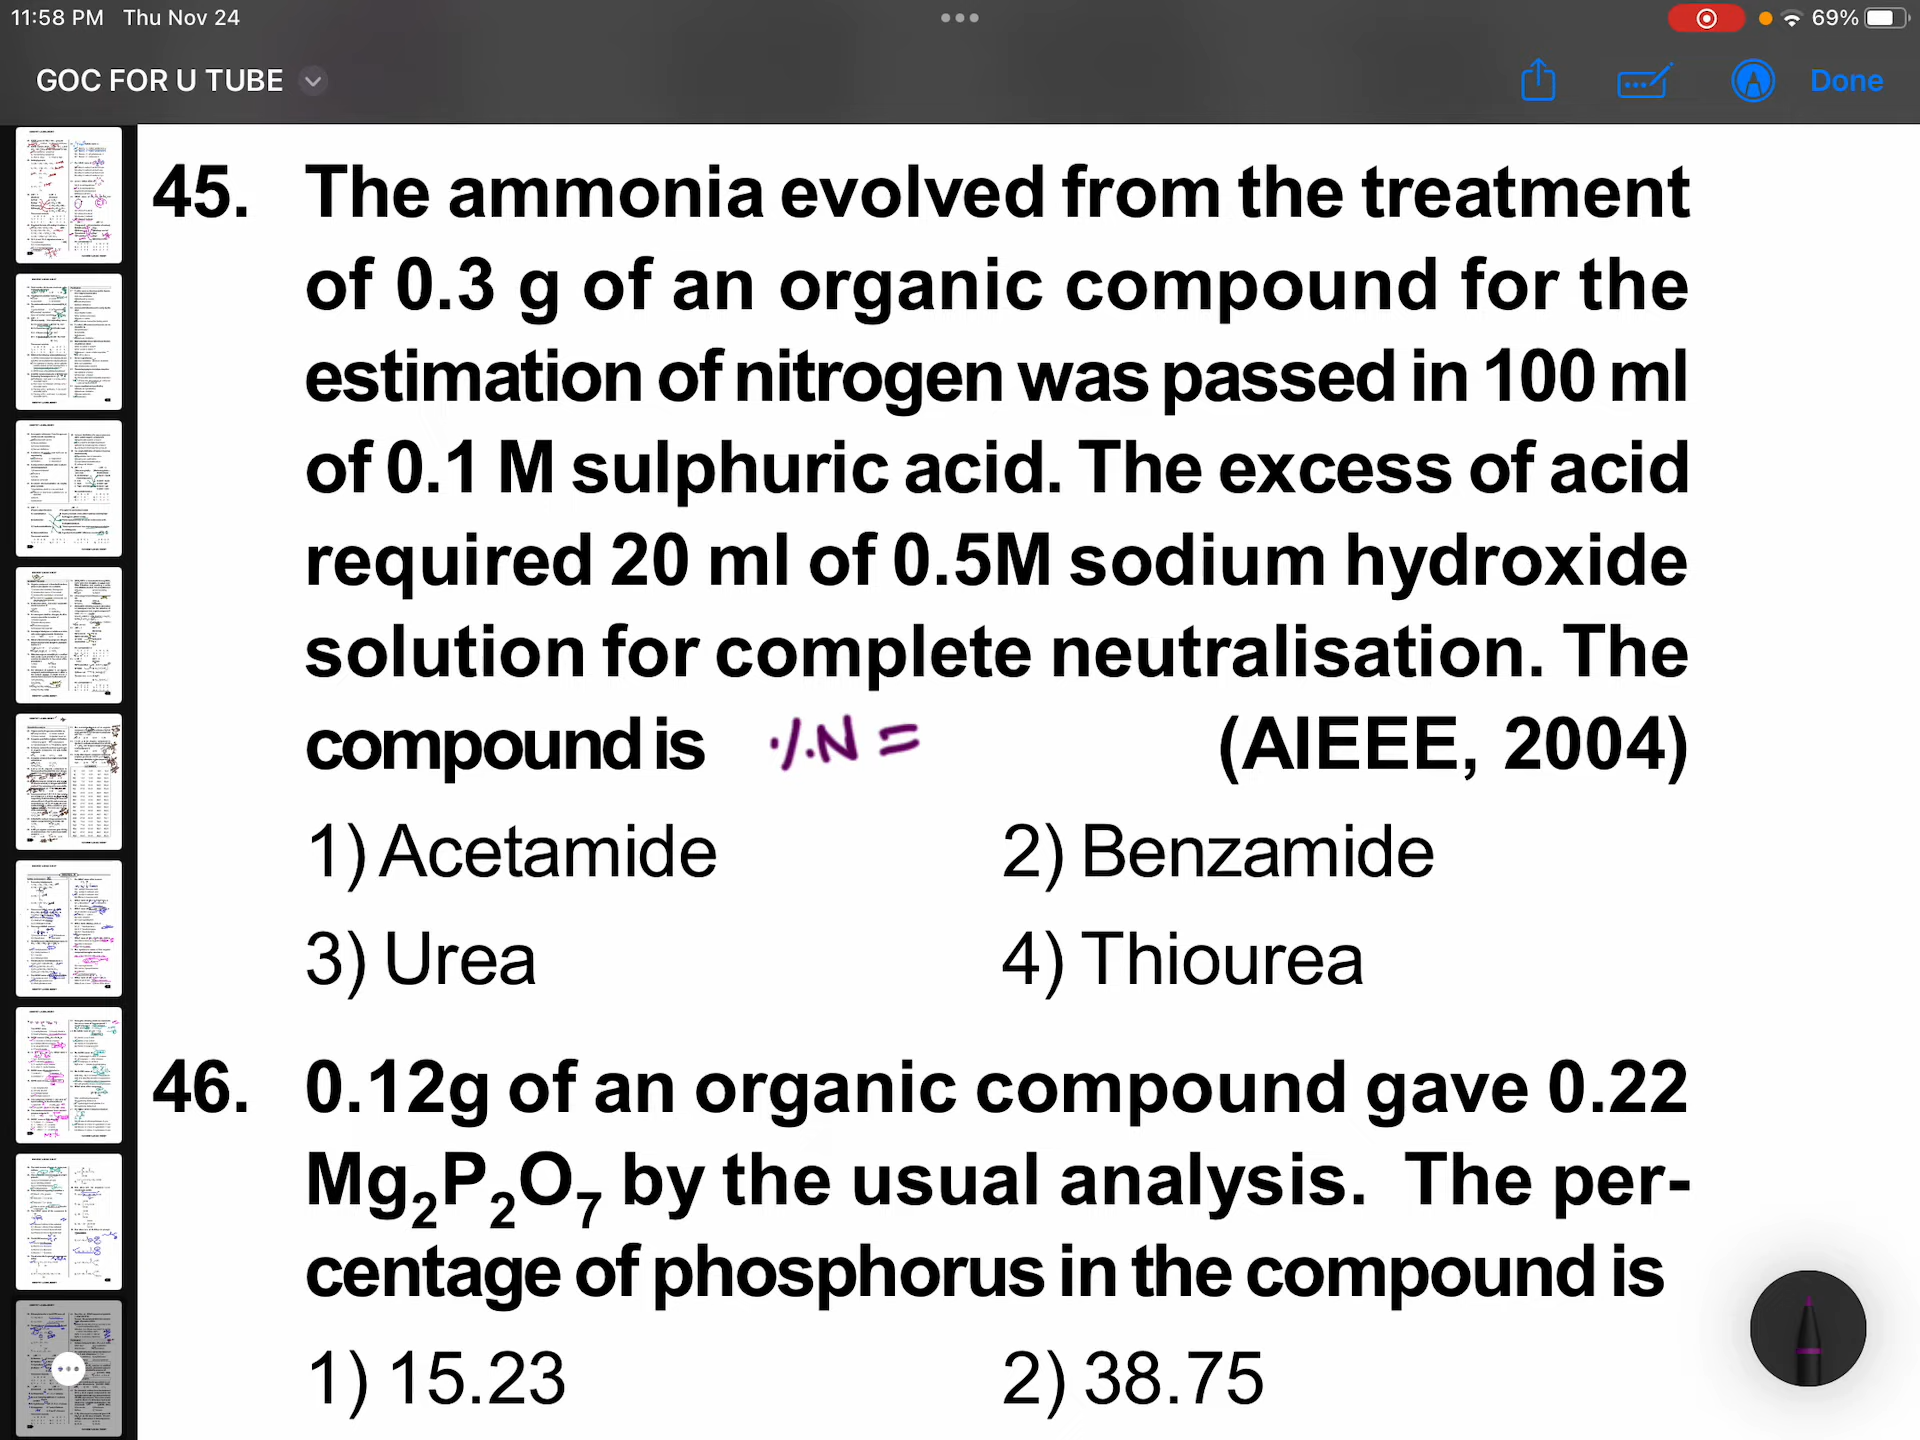 11:58 PM Thu Nov 24
69%
GOC FOR U TUBE
Done
45. The ammonia evolved from the treatment
of 0.3 g of an organic compound for the
estimation of nitrogen was passed in 100 ml
of 0.1 M sulphuric acid. The excess of acid
required 20 ml of 0.5M sodium hydroxide
solution for complete neutralisation. The
compound is %N = (AIEEE, 2004)
1) Acetamide 2) Benzamide
3) Urea 4) Thiourea
46. 0.12g of an organic compound gave 0.22
Mg₂P₂O₇ by the usual analysis. The per-
centage of phosphorus in the compound is
1) 15.23 2) 38.75